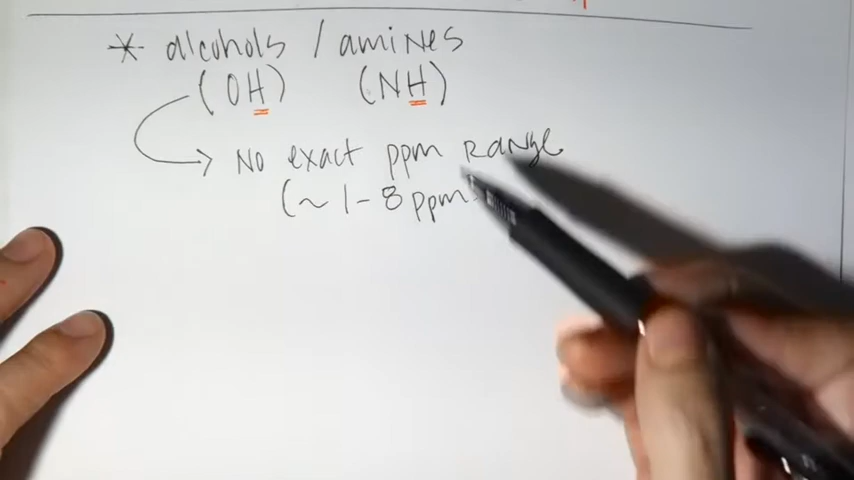 * alcohols / amines
(OH) (NH)
No exact ppm Range
(~ 1-8 ppm